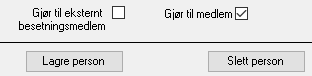 Gjør til eksternt
besetningsmedlem
Gjør til medlem
Lagre person
Slett person